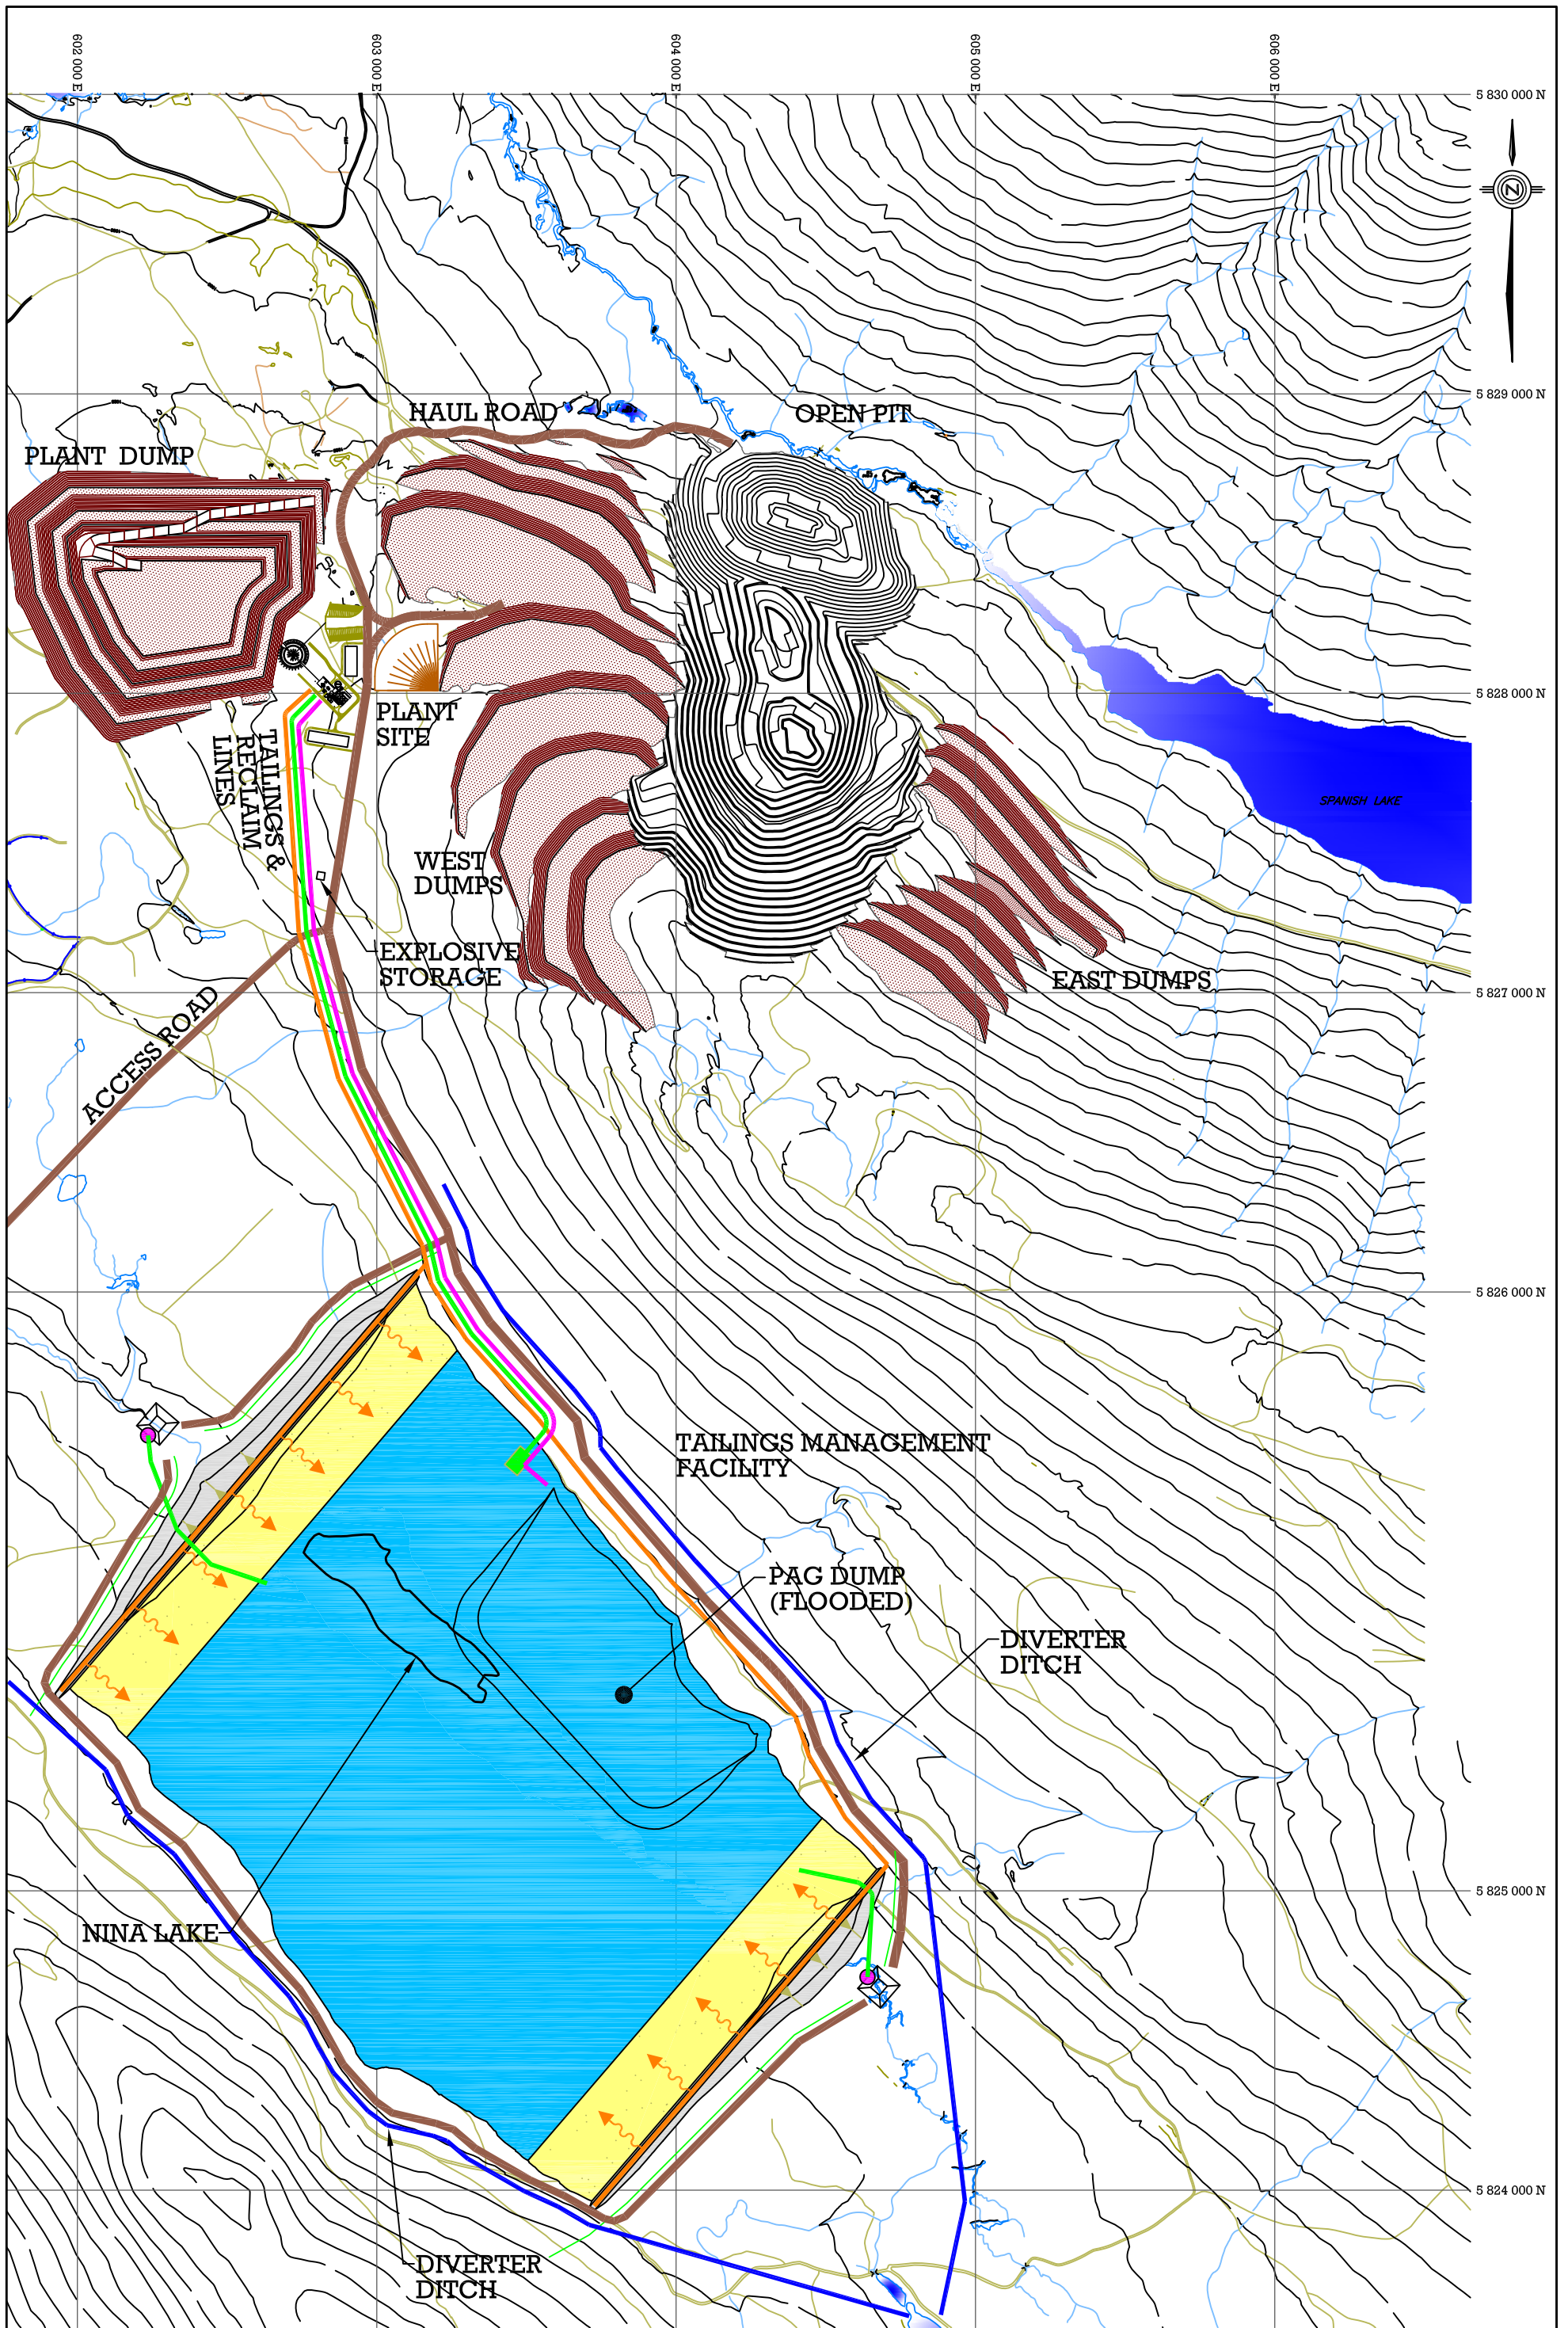 602 000 E
603 000 E
604 000 E
605 000 E
606 000 E
5 830 000 N
N
5 829 000 N
HAUL ROAD
OPEN PIT
PLANT DUMP
5 828 000 N
PLANT
SITE
TAILINGS &
RECLAIM
LINES
SPANISH LAKE
WEST
DUMPS
EXPLOSIVE
STORAGE
EAST DUMPS
5 827 000 N
ACCESS ROAD
5 826 000 N
TAILINGS MANAGEMENT
FACILITY
PAG DUMP
(FLOODED)
DIVERTER
DITCH
5 825 000 N
NINA LAKE
5 824 000 N
DIVERTER
DITCH